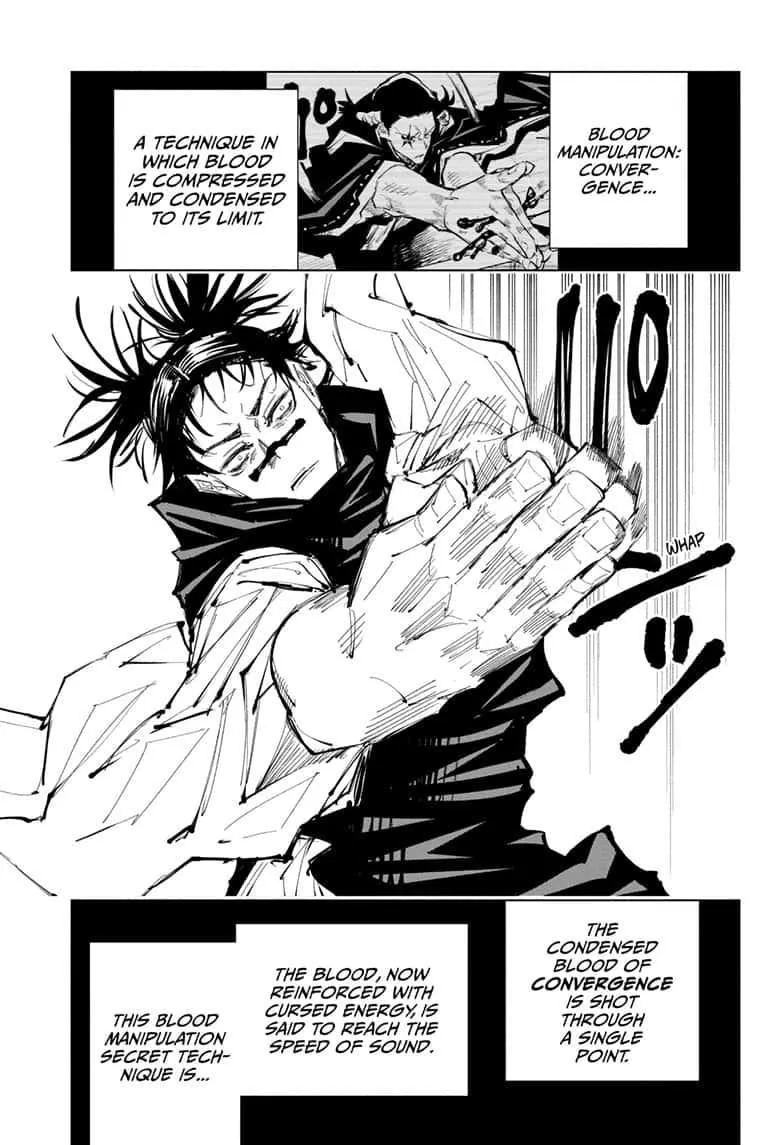 BLOOD
MANIPULATION:
CONVER-
GENCE...
A TECHNIQUE IN
WHICH BLOOD
IS COMPRESSED
AND CONDENSED
TO ITS LIMIT.
WHAP
THE
CONDENSED
BLOOD OF
CONVERGENCE
IS SHOT
THROUGH
A SINGLE
POINT.
THE BLOOD, NOW
REINFORCED WITH
CURSED ENERGY, IS
SAID TO REACH THE
SPEED OF SOUND.
THIS BLOOD
MANIPULATION
SECRET TECH-
NIQUE IS...